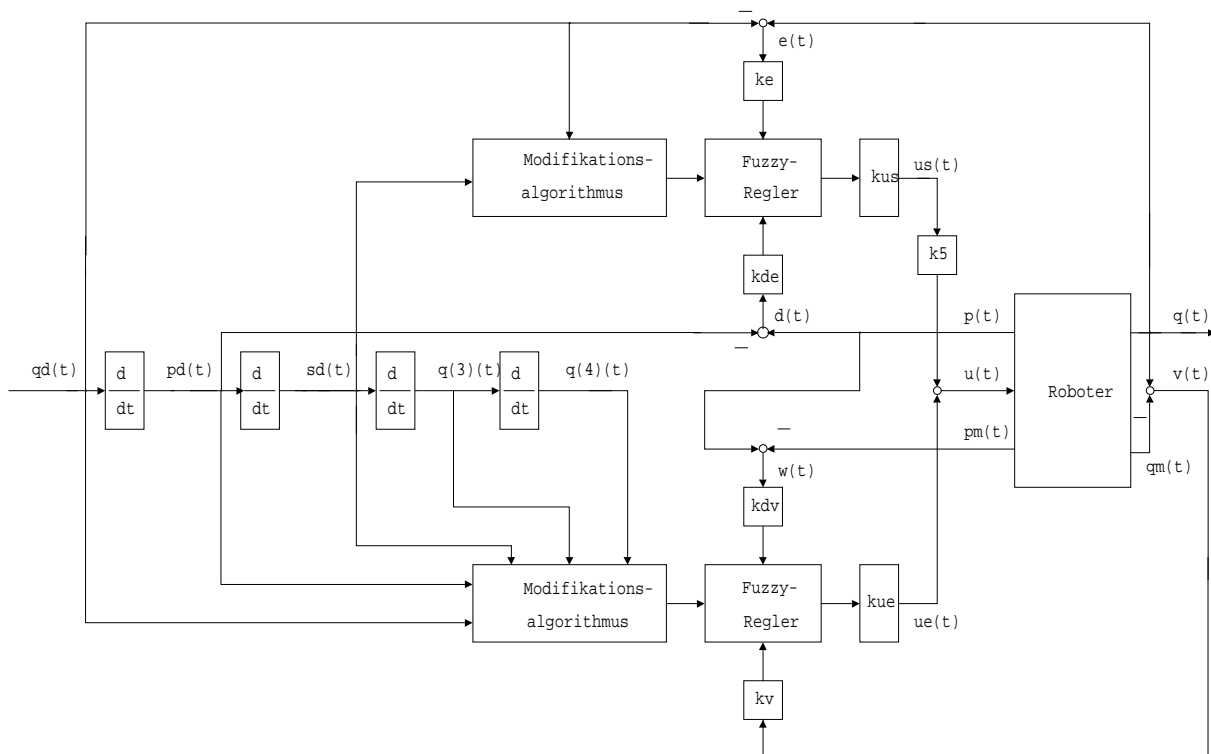 e(t)
ke
Modifikations-
algorithmus
Fuzzy-
Regler
kus
us(t)
kde
k5
d(t)
p(t)
q(t)
qd(t)
d
dt
pd(t)
d
dt
sd(t)
d
dt
q(3)(t)
d
dt
q(4)(t)
u(t)
Roboter
v(t)
pm(t)
qm(t)
w(t)
kdv
Modifikations-
algorithmus
Fuzzy-
Regler
kue
ue(t)
kv